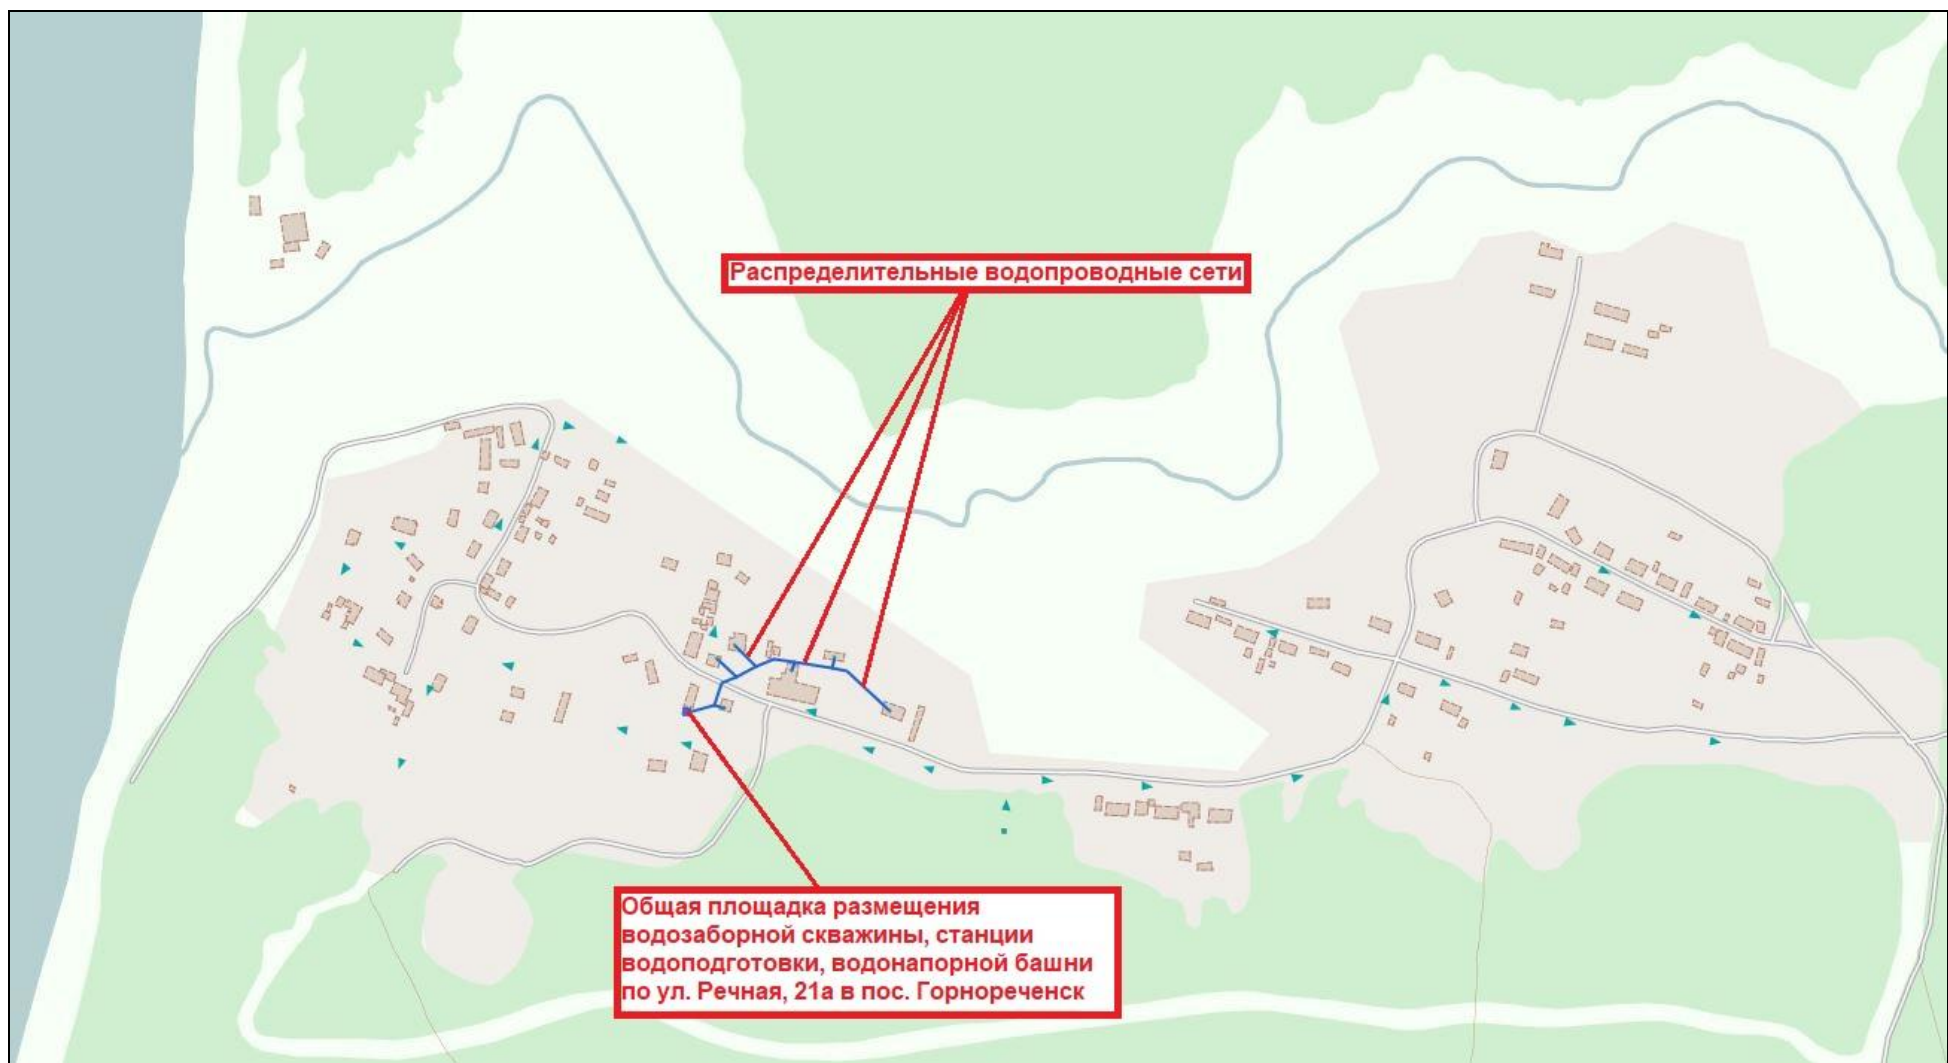 Распределительные водопроводные сети
Общая площадка размещения
водозаборной скважины, станции
водоподготовки, водонапорной башни
по ул. Речная, 21а в пос. Горнореченск